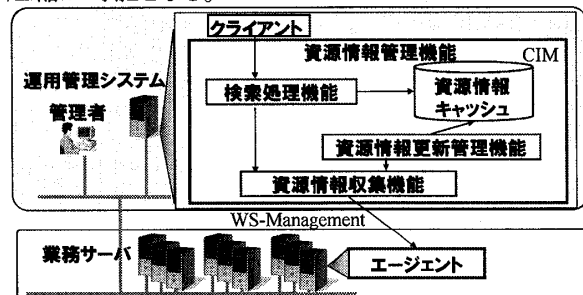 クライアント
資源情報管理機能
CIM
運用管理システム
管理者
検索処理機能
資源情報
キャッシュ
資源情報更新管理機能
資源情報収集機能
WS-Management
業務サーバ
エージェント